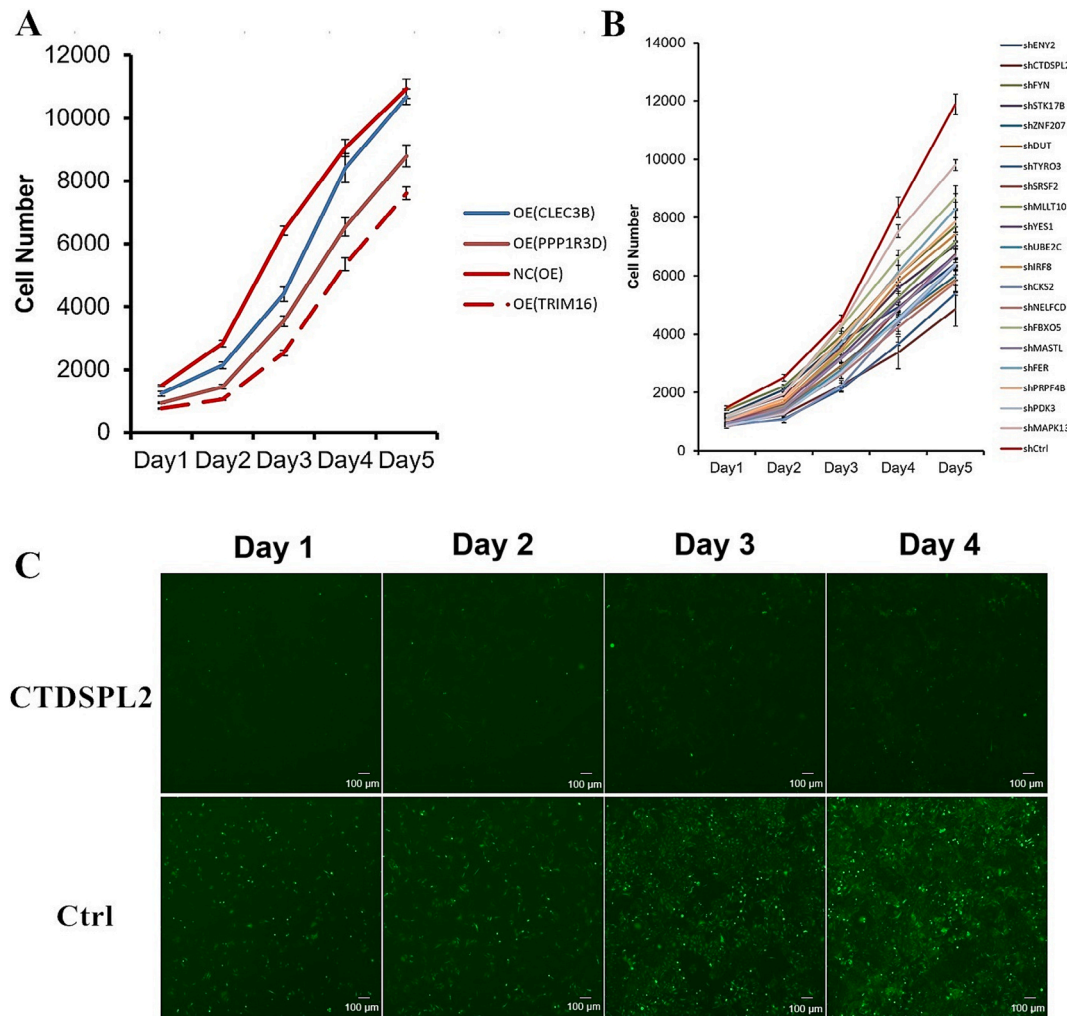 A
12000
10000
8000
6000
4000
2000
0
Cell Number
Day1 Day2 Day3 Day4 Day5
OE(CLEC3B)
OE(PPP1R3D)
NC(OE)
OE(TRIM16)
B
14000
12000
10000
8000
6000
4000
2000
0
Cell Number
Day1 Day2 Day3 Day4 Day5
shENY2
shCTDSPL2
shFYN
shSTK17B
shZNF207
shDUT
shTYRO3
shSRSF2
shMLLT10
shYES1
shUBE2C
shIRF8
shCKS2
shNELFCD
shFBXO5
shMASTL
shFER
shPRPF4B
shPDK3
shMAPK13
shCtrl
C
Day 1 Day 2 Day 3 Day 4
CTDSPL2
100 µm 100 µm 100 µm 100 µm
Ctrl
100 µm 100 µm 100 µm 100 µm